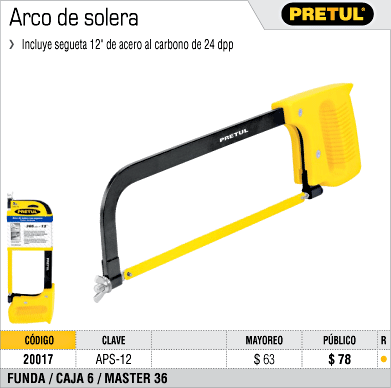 Arco de solera
PRETUL
❯ Incluye segueta 12" de acero al carbono de 24 dpp
PRETUL
PRETUL
CÓDIGO CLAVE MAYOREO PÚBLICO R
20017 APS-12 $ 63 $ 78 ●
FUNDA / CAJA 6 / MASTER 36